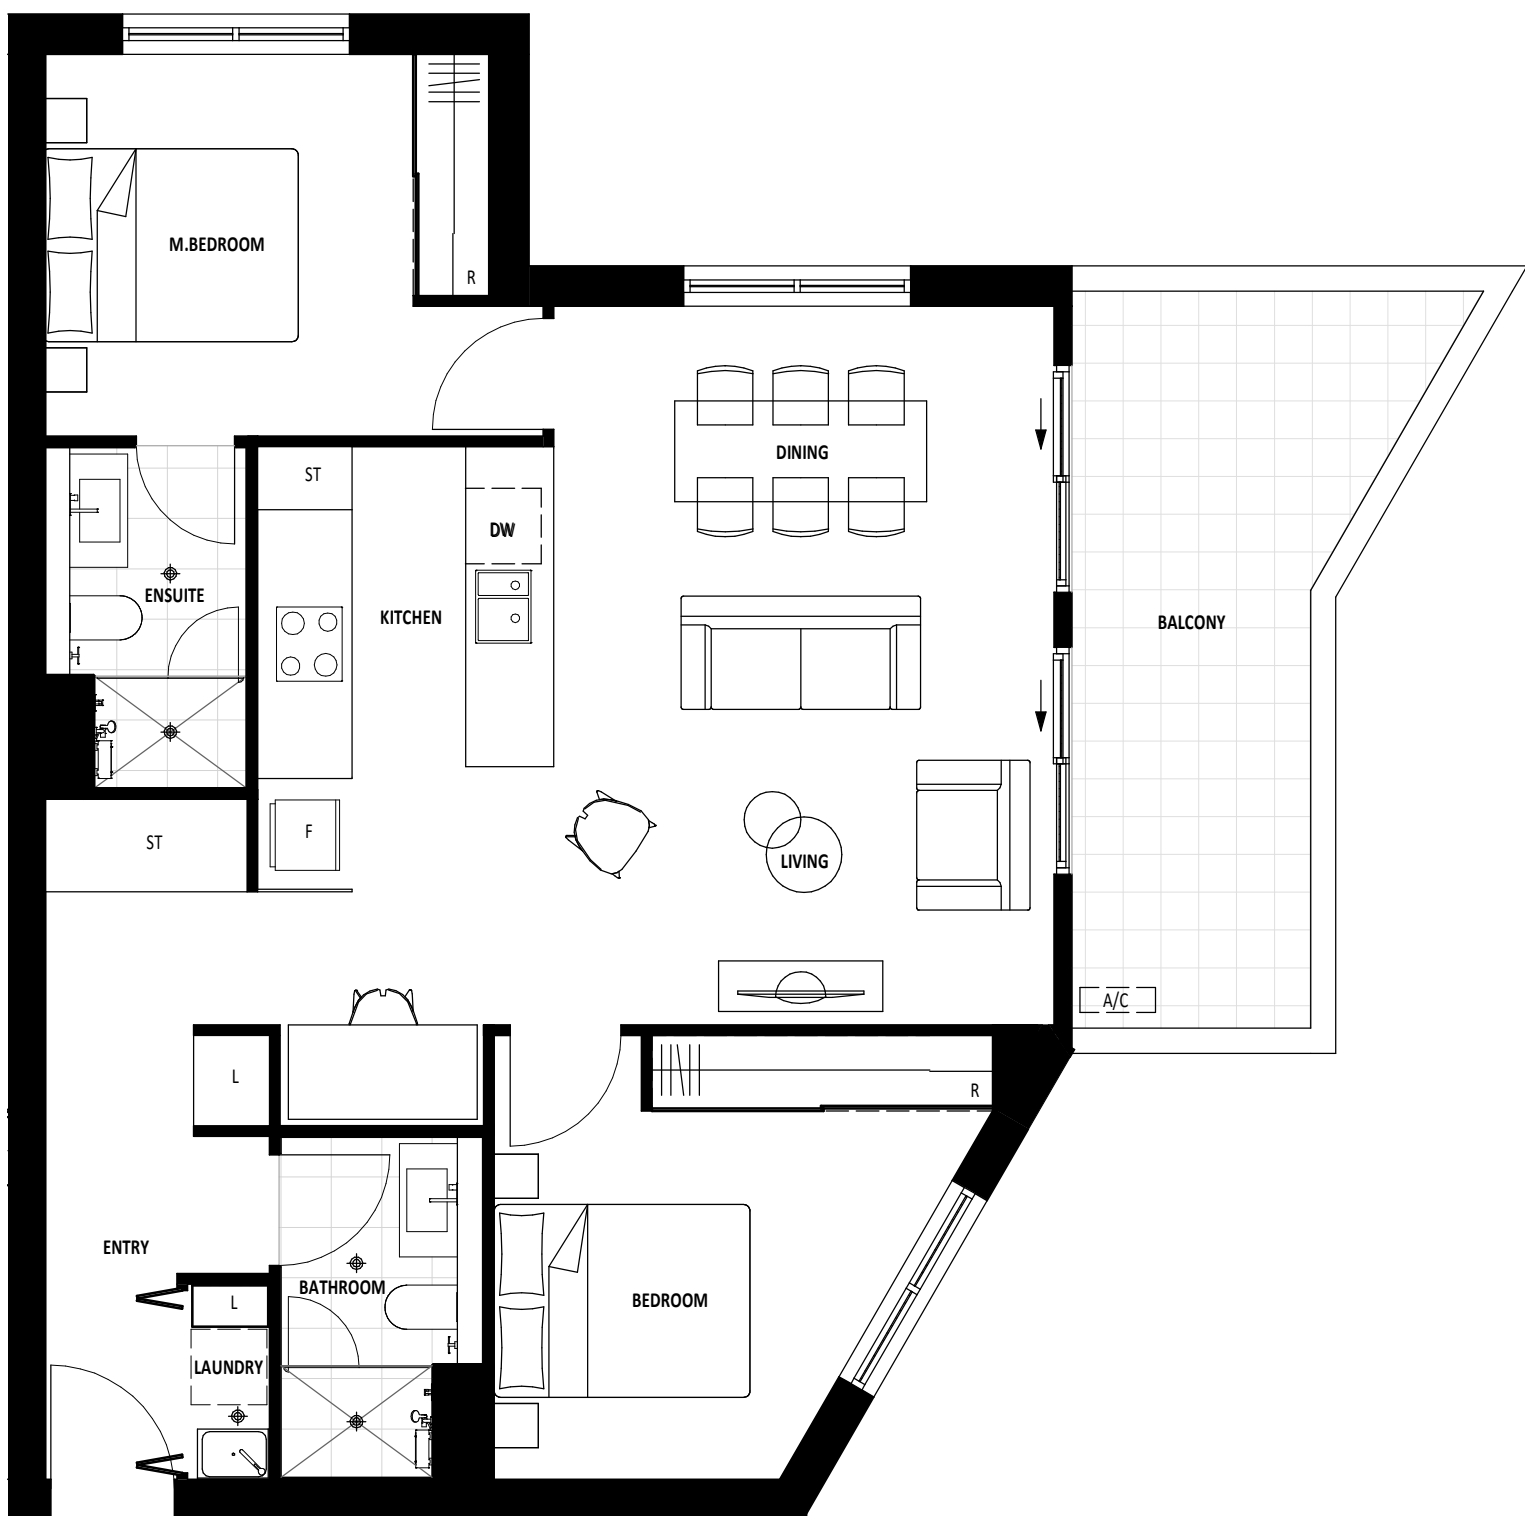 M.BEDROOM
R
ST
DW
DINING
ENSUITE
KITCHEN
BALCONY
F
ST
LIVING
A/C
L
R
ENTRY
BATHROOM
L
BEDROOM
LAUNDRY